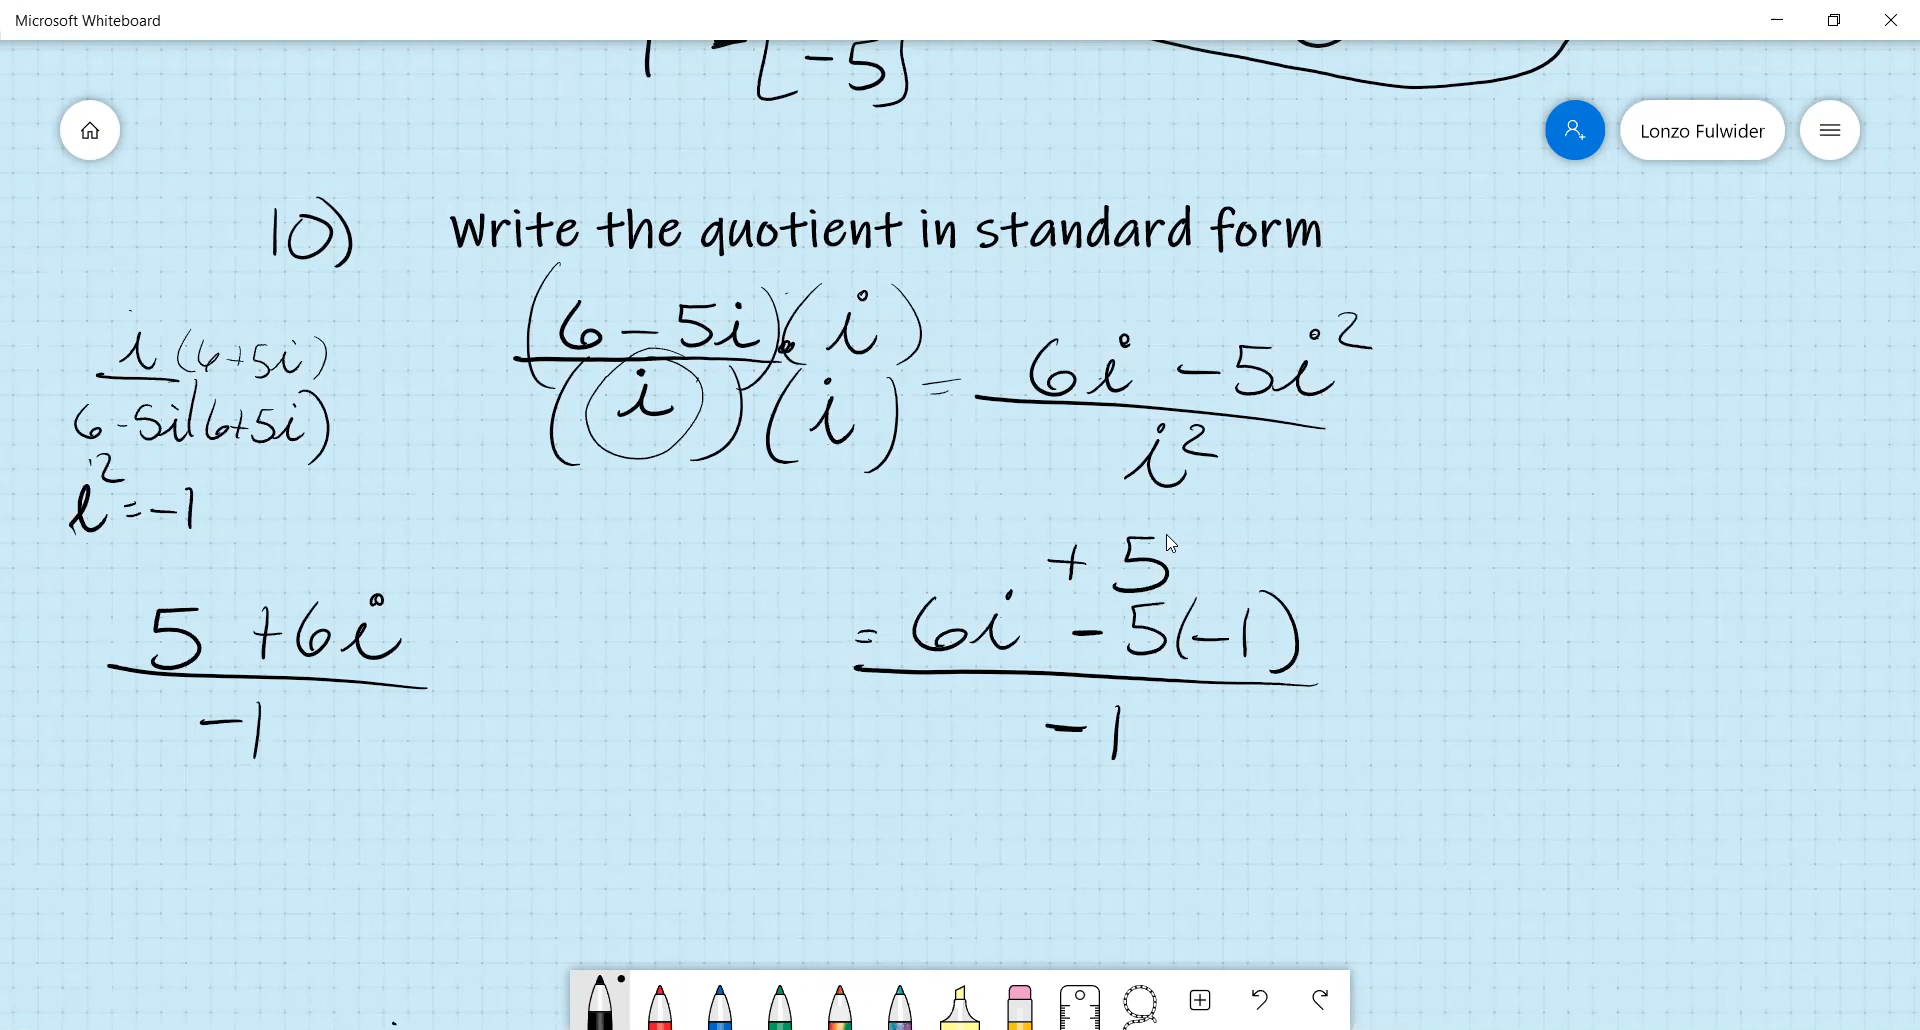 Microsoft Whiteboard
[-5]
Lonzo Fulwider
10) Write the quotient in standard form
(6-5i)·(i)
(i)(i)
= 6i-5i²
i²
i(6+5i)
6-5i(6+5i)
i²=-1
+5
= 6i-5(-1)
-1
5+6i
-1